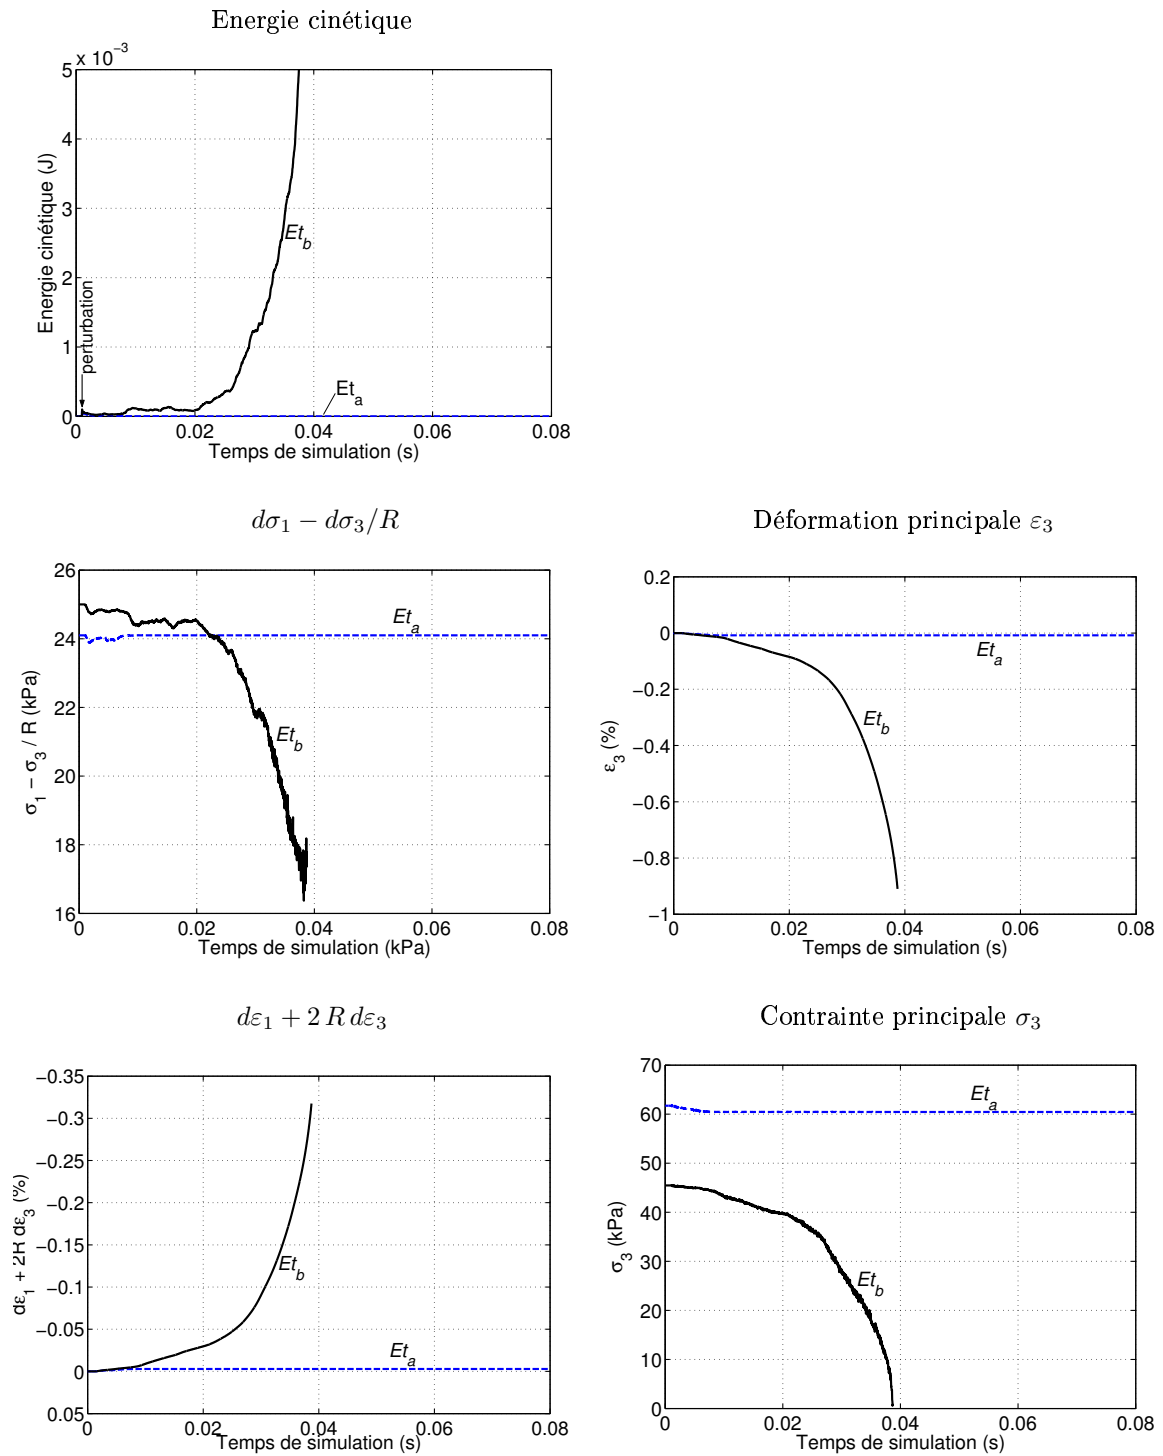 Energie cinétique
x 10⁻³
5
4
3
2
1
0
Energie cinétique (J)
perturbation
Et_b
Et_a
0 0.02 0.04 0.06 0.08
Temps de simulation (s)
dσ₁ − dσ₃/R
26
24
22
20
18
16
σ₁ − σ₃ / R (kPa)
Et_a
Et_b
0 0.02 0.04 0.06 0.08
Temps de simulation (kPa)
Déformation principale ε₃
0.2
0
−0.2
−0.4
−0.6
−0.8
−1
ε₃ (%)
Et_a
Et_b
0 0.02 0.04 0.06 0.08
Temps de simulation (s)
dε₁ + 2 R dε₃
−0.35
−0.3
−0.25
−0.2
−0.15
−0.1
−0.05
0
0.05
dε₁ + 2R dε₃ (%)
Et_b
Et_a
0 0.02 0.04 0.06 0.08
Temps de simulation (s)
Contrainte principale σ₃
70
60
50
40
30
20
10
0
σ₃ (kPa)
Et_a
Et_b
0 0.02 0.04 0.06 0.08
Temps de simulation (s)